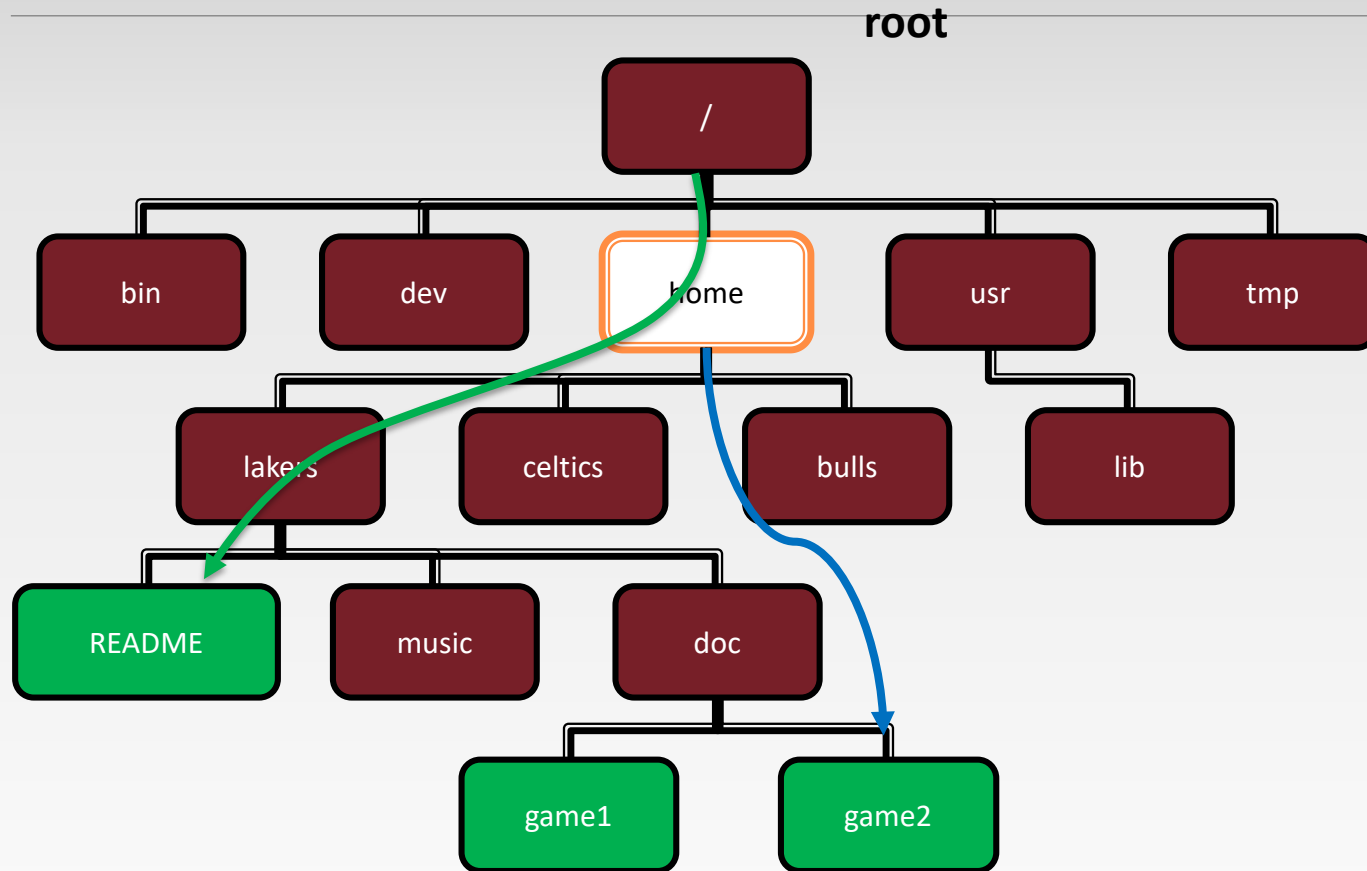 root
/
bin
dev
home
usr
tmp
lakers
celtics
bulls
lib
README
music
doc
game1
game2